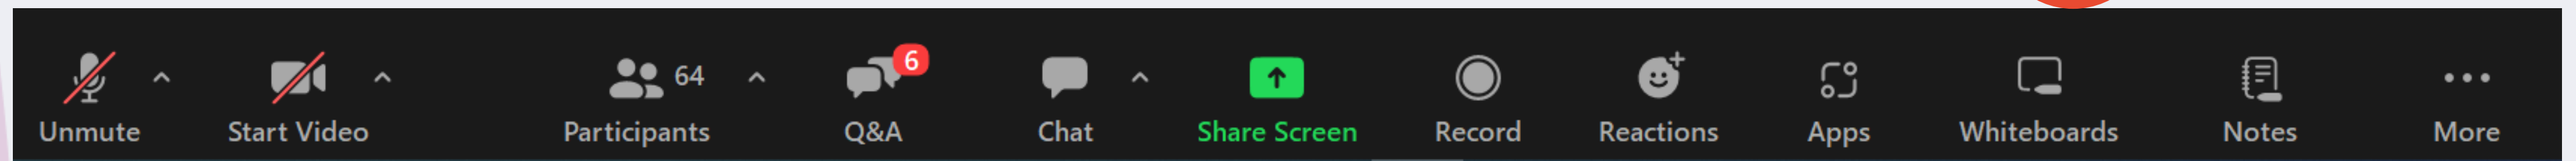 64
6
Unmute Start Video Participants Q&A Chat Share Screen Record Reactions Apps Whiteboards Notes More